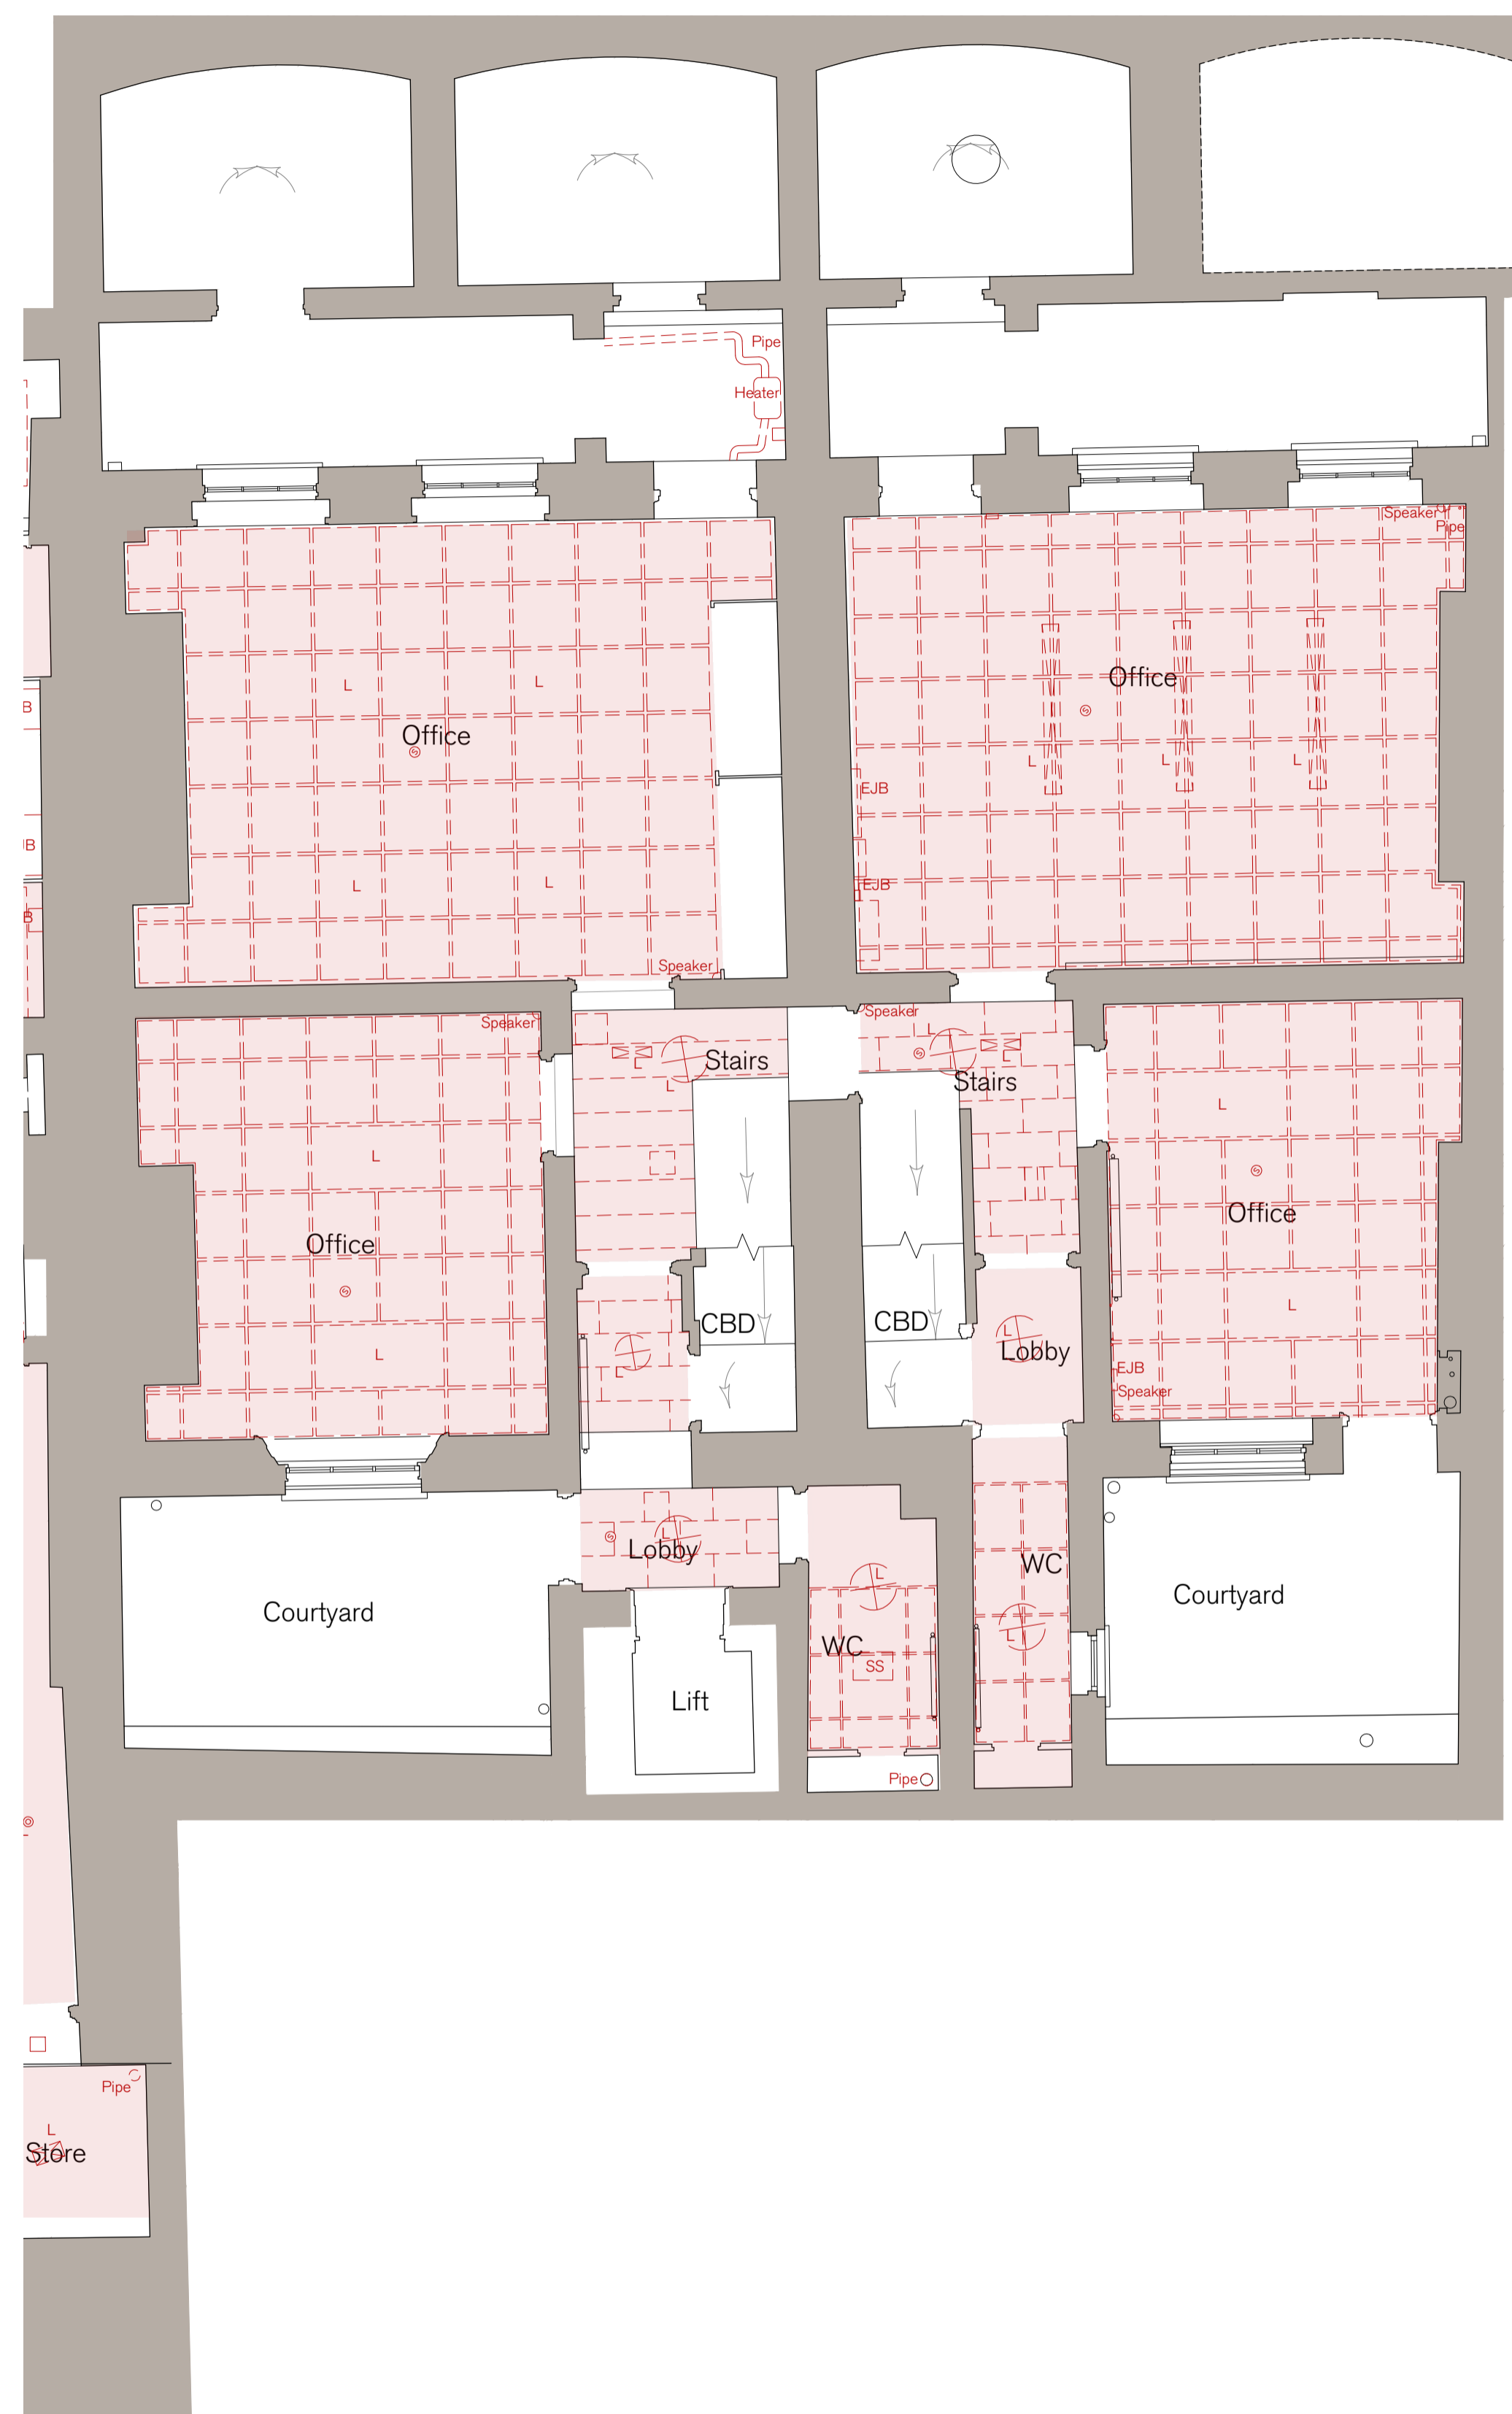 Pipe
Heater
Speaker
Pipe
L
L
Office
Office
L
L
L
EJB
EJB
L
L
B
IB
B
Speaker
Speaker
Speaker
L
L
L
L
Stairs
Stairs
L
L
Office
Office
L
L
CBD
CBD
L
Lobby
L
L
EJB
Speaker
L
Lobby
L
WC
Courtyard
Courtyard
L
WC
SS
Lift
Pipe
Pipe
L
Store